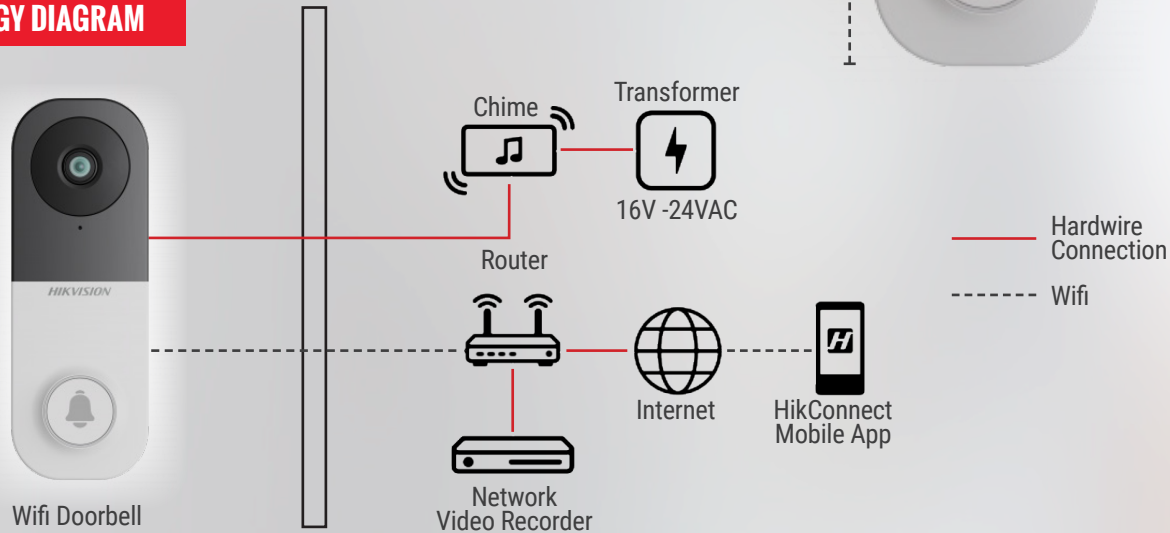 GY DIAGRAM
Chime
Transformer
16V -24VAC
Hardwire
Connection
Wifi
HIKVISION
Router
Internet
HikConnect
Mobile App
Network
Video Recorder
Wifi Doorbell